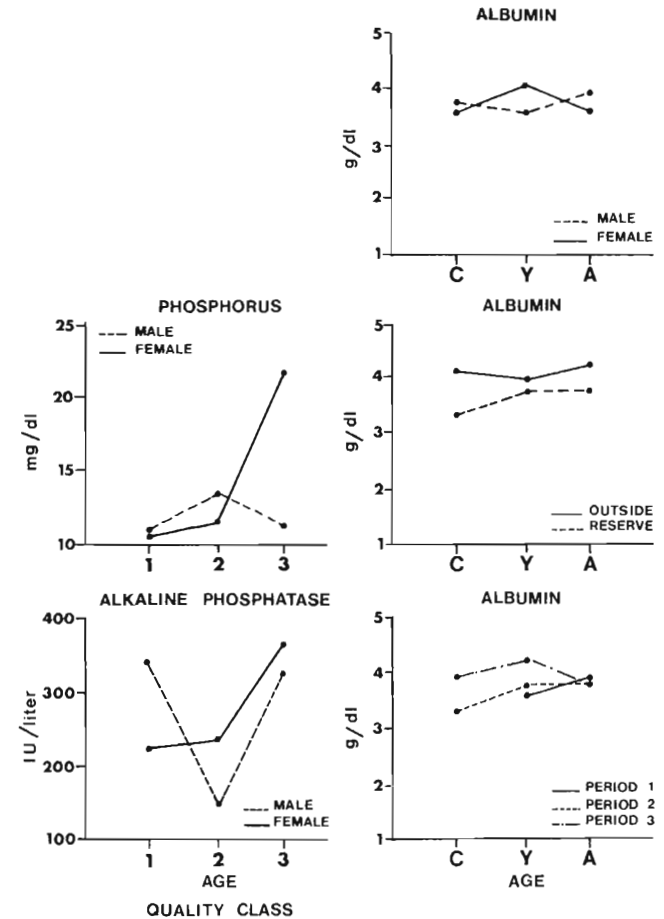 ALBUMIN
5
4
3
2
1
g/dl
MALE
FEMALE
C Y A
PHOSPHORUS
25
20
15
10
mg/dl
MALE
FEMALE
1 2 3
ALBUMIN
5
4
3
2
1
g/dl
OUTSIDE
RESERVE
C Y A
ALKALINE PHOSPHATASE
400
300
200
100
IU/liter
MALE
FEMALE
1 2 3
AGE
QUALITY CLASS
ALBUMIN
5
4
3
2
1
g/dl
PERIOD 1
PERIOD 2
PERIOD 3
C Y A
AGE